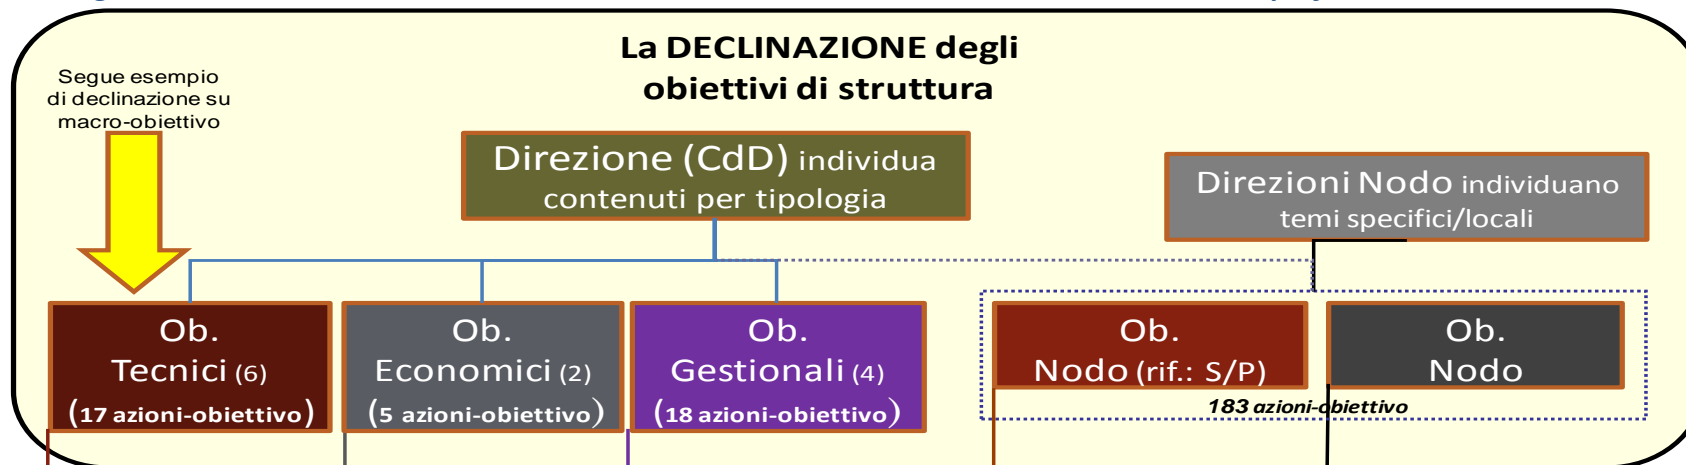 La DECLINAZIONE degli
obiettivi di struttura
Segue esempio
di declinazione su
macro-obiettivo
Direzione (CdD) individua
contenuti per tipologia
Direzioni Nodo individuano
temi specifici/locali
Ob.
Tecnici (6)
(17 azioni-obiettivo)
Ob.
Economici (2)
(5 azioni-obiettivo)
Ob.
Gestionali (4)
(18 azioni-obiettivo)
Ob.
Nodo (rif.: S/P)
Ob.
Nodo
183 azioni-obiettivo